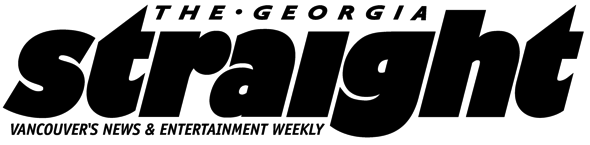 THE • GEORGIA
straight
VANCOUVER'S NEWS & ENTERTAINMENT WEEKLY